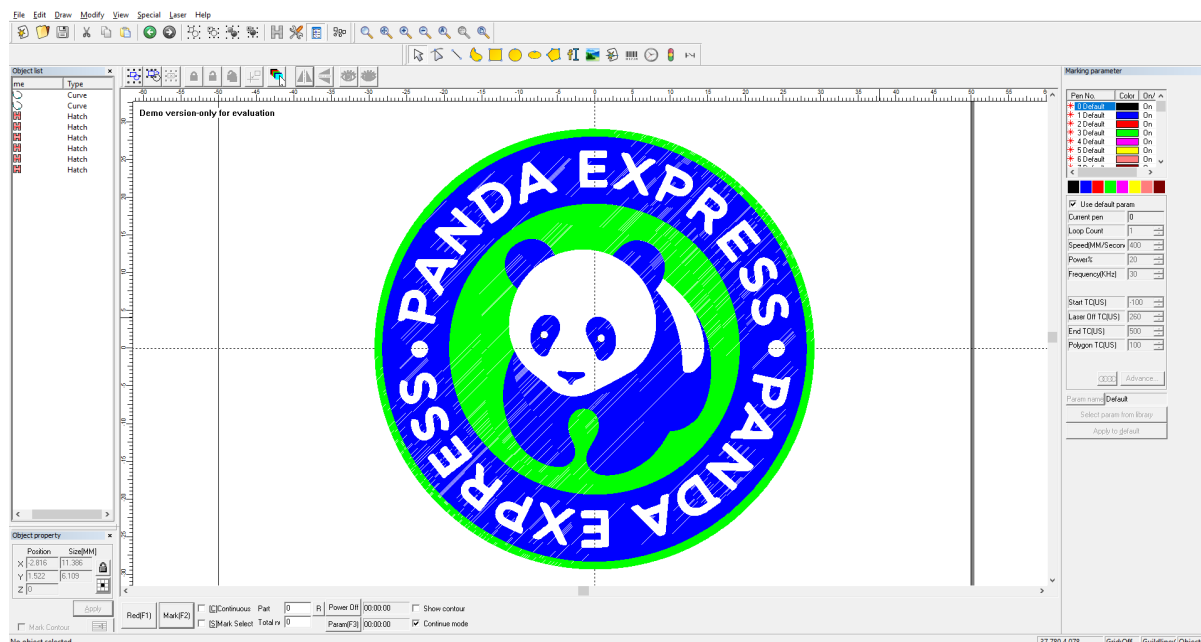 File Edit Draw Modify View Special Laser Help
Object list ×
me Type
Curve
Curve
Hatch
Hatch
Hatch
Hatch
Hatch
Hatch
Demo version-only for evaluation
PANDA EXPRESS • PANDA EXPRESS •
Object property ×
Position Size[MM]
X -2.816 11.386
Y 1.522 6.109
Z 0
Apply
Mark Contour
Red(F1) Mark(F2)
[C]Continuous Part 0 R Power Off 00:00:00 Show contour
[S]Mark Select 0 Param(F3) 00:00:00 Continue mode
No object selected
Marking parameter
Pen No. Color On/
0 Default On
1 Default On
2 Default On
3 Default On
4 Default On
5 Default On
6 Default On
Use default param
Current pen 0
Loop Count 1
Speed(MM/Secon 400
Power% 20
Frequency(KHz) 30
Start TC(US) -100
Laser Off TC(US) 260
End TC(US) 500
Polygon TC(US) 100
Advance...
Param name Default
Select param from library
Apply to default
37.780,4.078 Grid:Off